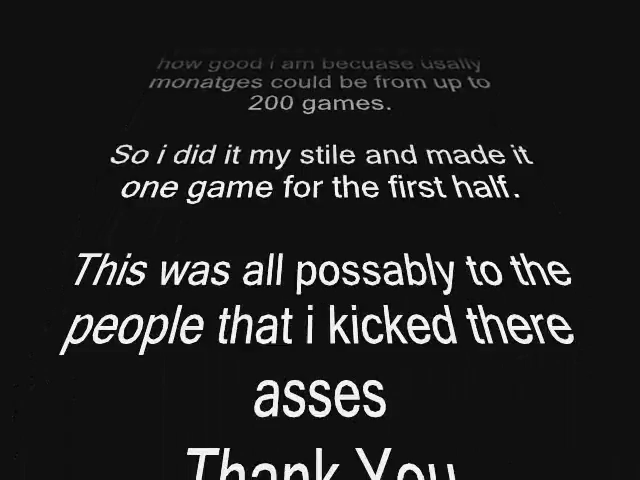 how good i am becuase usally
monatges could be from up to
200 games.
So i did it my stile and made it
one game for the first half.
This was all possably to the
people that i kicked there
asses
Thank You